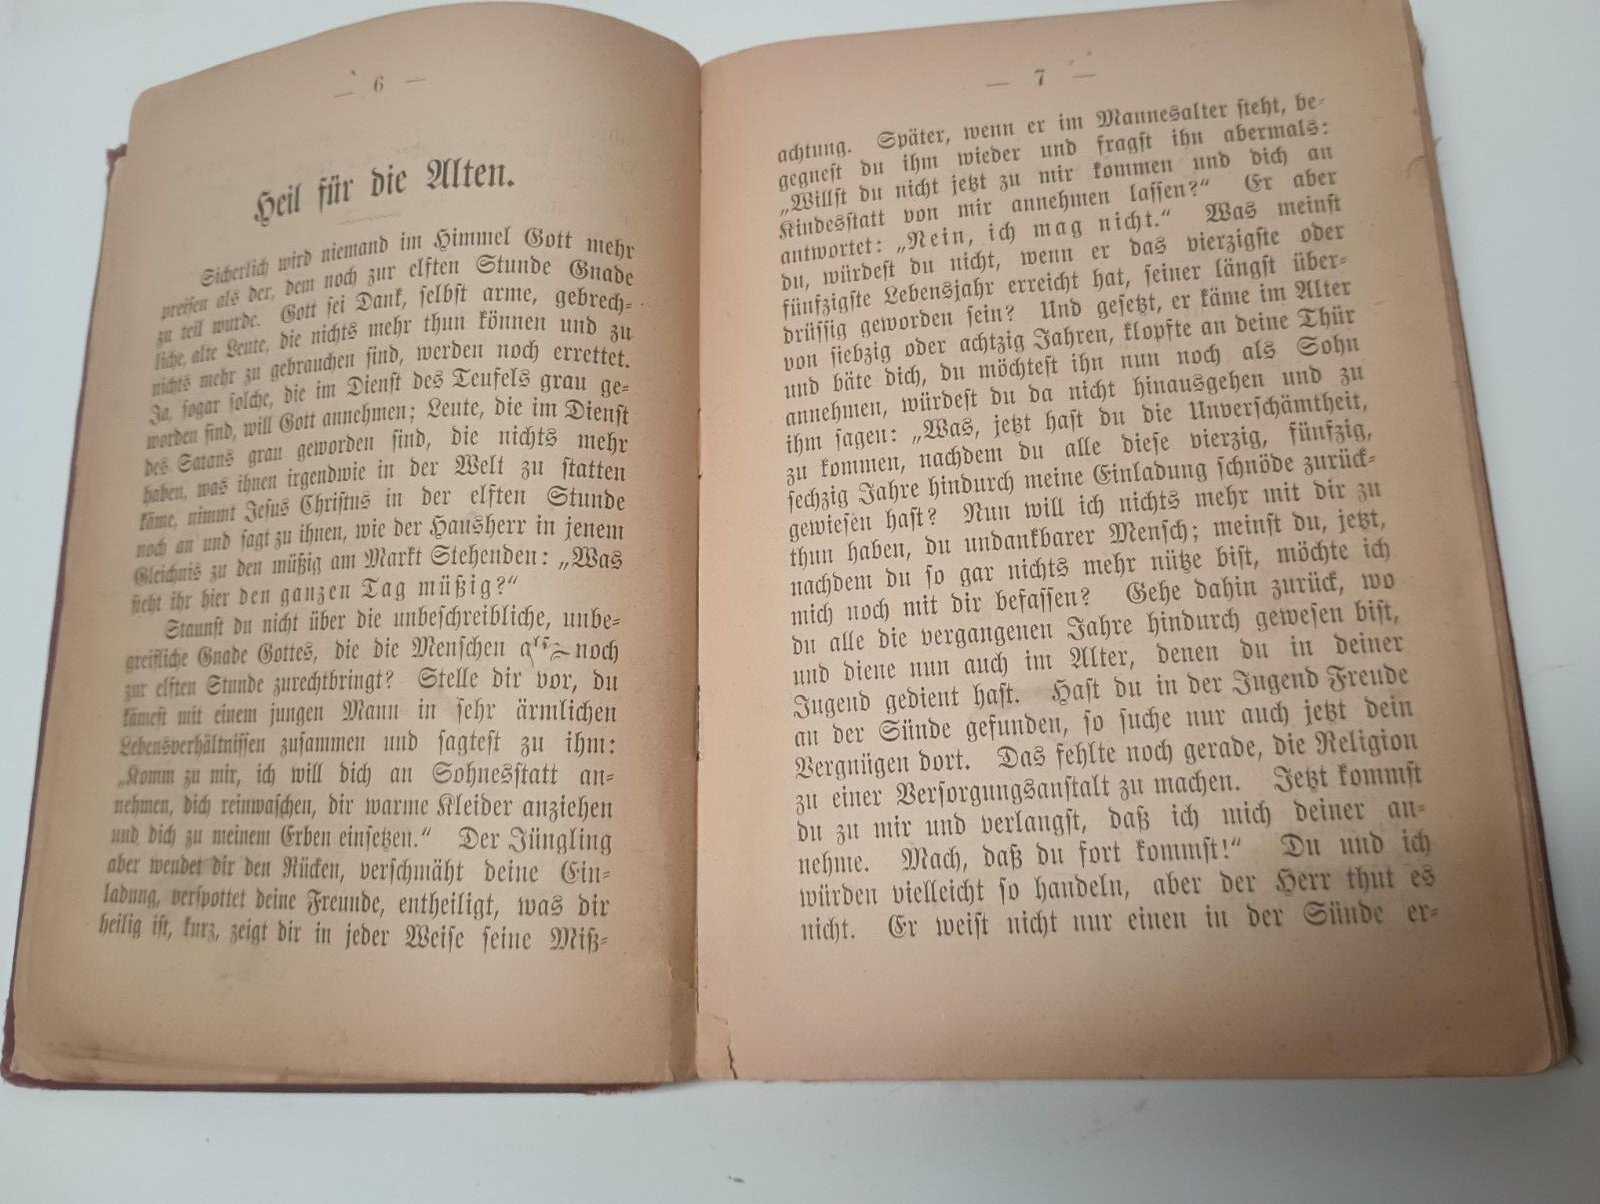 — 6 —
Heil für die Alten.
Sicherlich wird niemand im Himmel Gott mehr
preisen als der, dem noch zur elften Stunde Gnade
zu teil wurde. Gott sei Dank, selbst arme, gebrech-
liche, alte Leute, die nichts mehr thun können und zu
nichts mehr zu gebrauchen sind, werden noch errettet.
Ja, sogar solche, die im Dienst des Teufels grau ge-
worden sind, will Gott annehmen; Leute, die im Dienst
des Satans grau geworden sind, die nichts mehr
haben, was ihnen irgendwie in der Welt zu statten
käme, nimmt Jesus Christus in der elften Stunde
noch an und sagt zu ihnen, wie der Hausherr in jenem
Gleichnis zu den müßig am Markt Stehenden: „Was
steht ihr hier den ganzen Tag müßig?“
Staunst du nicht über die unbeschreibliche, unbe-
greifliche Gnade Gottes, die die Menschen noch
zur elften Stunde zurechtbringt? Stelle dir vor, du
kämest mit einem jungen Mann in sehr ärmlichen
Lebensverhältnissen zusammen und sagtest zu ihm:
„Komm zu mir, ich will dich an Sohnesstatt an-
nehmen, dich reinwaschen, dir warme Kleider anziehen
und dich zu meinem Erben einsetzen.“ Der Jüngling
aber wendet dir den Rücken, verschmäht deine Ein-
ladung, verspottet deine Freunde, entheiligt, was dir
heilig ist, kurz, zeigt dir in jeder Weise seine Miß-
— 7 —
achtung. Später, wenn er im Mannesalter steht, be-
gegnest du ihm wieder und fragst ihn abermals:
„Willst du nicht jetzt zu mir kommen und dich an
Kindesstatt von mir annehmen lassen?“ Er aber
antwortet: „Nein, ich mag nicht.“ Was meinst
du, würdest du nicht, wenn er das vierzigste oder
fünfzigste Lebensjahr erreicht hat, seiner längst über-
drüssig geworden sein? Und gesetzt, er käme im Alter
von siebzig oder achtzig Jahren, klopfte an deine Thür
und bäte dich, du möchtest ihn nun noch als Sohn
annehmen, würdest du da nicht hinausgehen und zu
ihm sagen: „Was, jetzt hast du die Unverschämtheit,
zu kommen, nachdem du alle diese vierzig, fünfzig,
sechzig Jahre hindurch meine Einladung schnöde zurück-
gewiesen hast? Nun will ich nichts mehr mit dir zu
thun haben, du undankbarer Mensch; meinst du, jetzt,
nachdem du so gar nichts mehr nütze bist, möchte ich
mich noch mit dir befassen? Gehe dahin zurück, wo
du alle die vergangenen Jahre hindurch gewesen bist,
und diene nun auch im Alter, denen du in deiner
Jugend gedient hast. Hast du in der Jugend Freude
an der Sünde gefunden, so suche nur auch jetzt dein
Vergnügen dort. Das fehlte noch gerade, die Religion
zu einer Versorgungsanstalt zu machen. Jetzt kommst
du zu mir und verlangst, daß ich mich deiner an-
nehme. Mach, daß du fort kommst!“ Du und ich
würden vielleicht so handeln, aber der Herr thut es
nicht. Er weist nicht nur einen in der Sünde er-